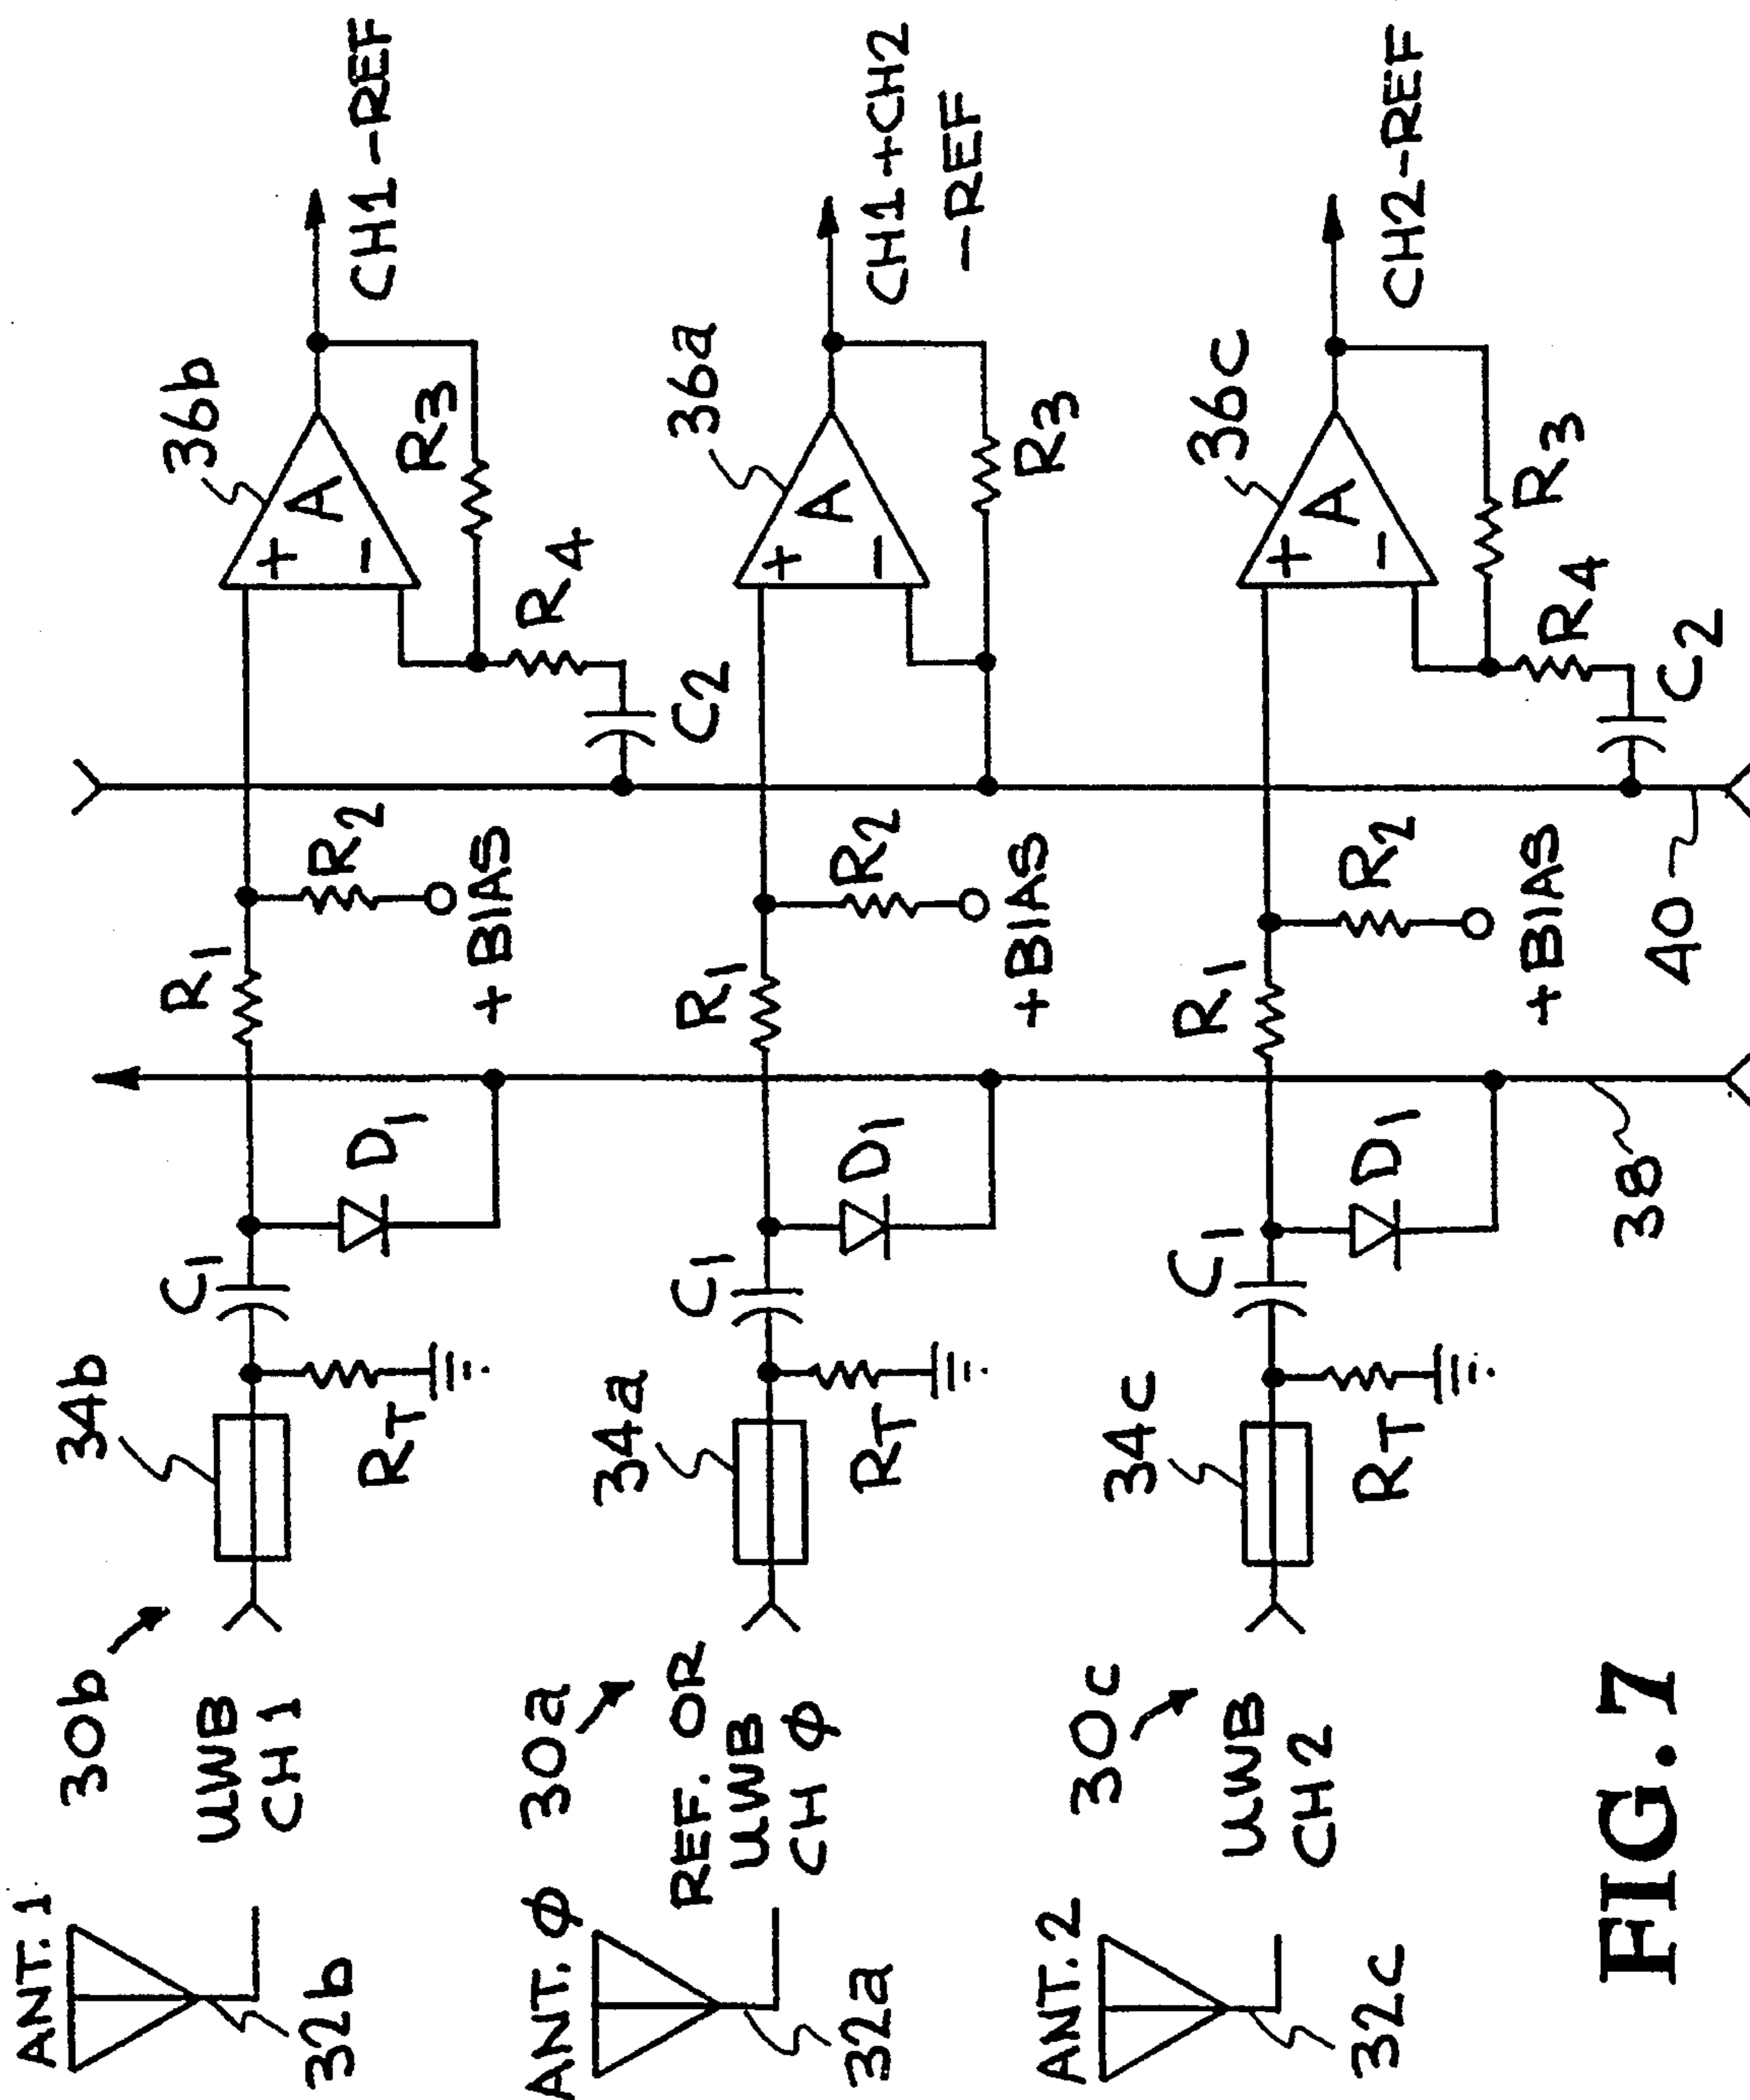 ANT. 1
32b
30b
UWB
CH1
34b
RT
C1
D1
R1
R2
+BIAS
C2
R4
R3
36b
+
A
-
CH1-REF
ANT. Φ
32a
30a
REF. OR
UWB
CH Φ
34a
RT
C1
D1
R1
R2
+BIAS
R3
36a
+
A
-
CH1+CH2
-REF
ANT. 2
32c
30c
UWB
CH2
34c
RT
C1
D1
38
R1
R2
+BIAS
40
C2
R4
R3
36c
+
A
-
CH2-REF
FIG. 7